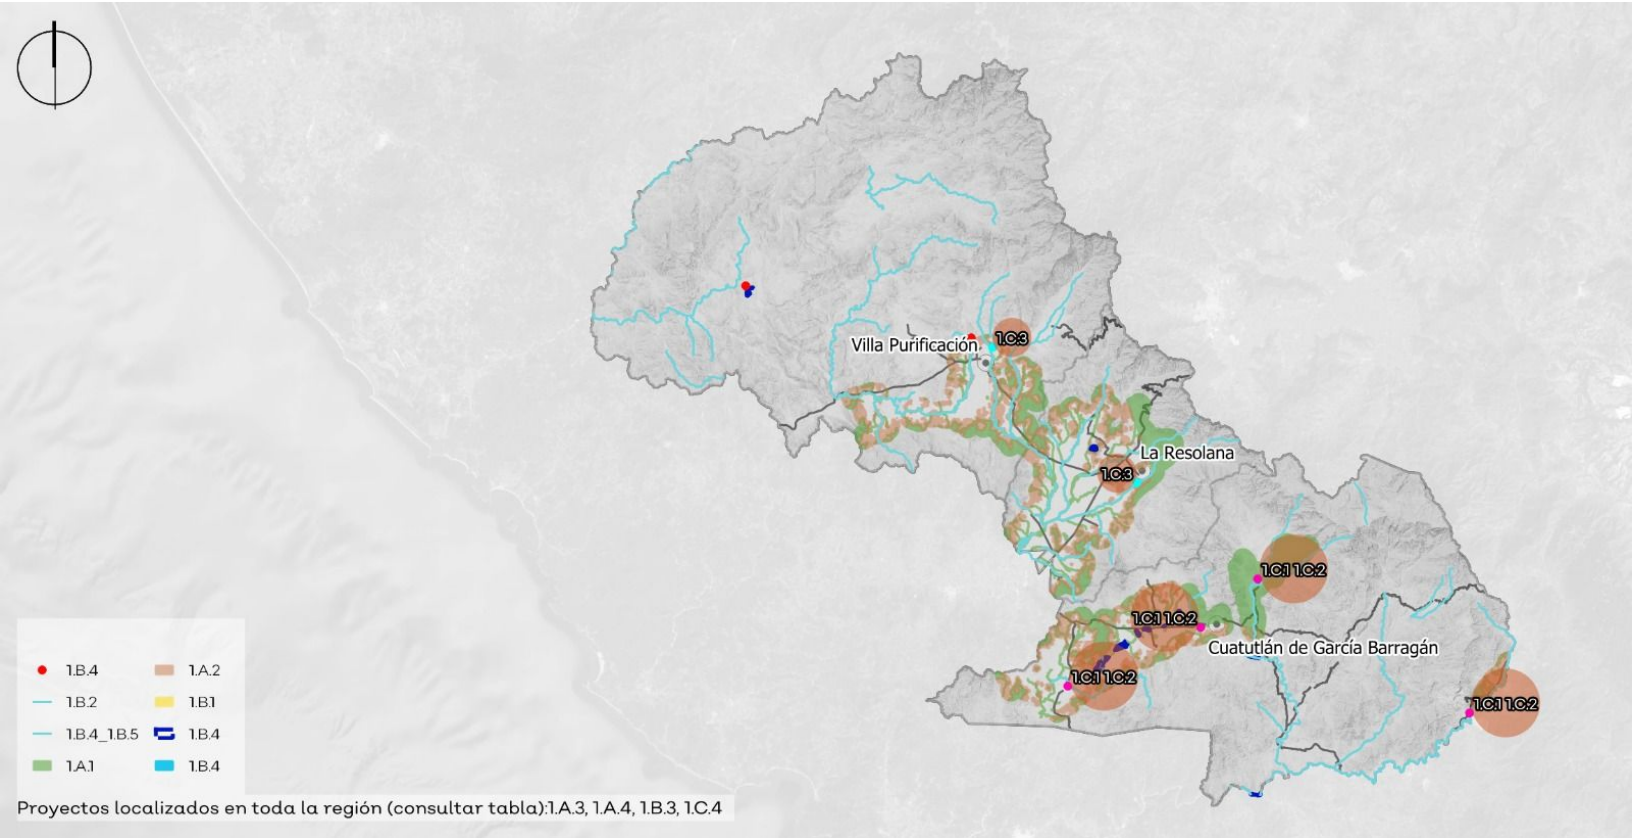 Villa Purificación
1.C.3
La Resolana
1.C.3
1.C.1 1.C.2
1.C.1 1.C.2
Cuatutlán de García Barragán
1.C.1 1.C.2
1.C.1 1.C.2
1.B.4
1.A.2
1.B.2
1.B.1
1.B.4_1.B.5
1.B.4
1.A.1
1.B.4
Proyectos localizados en toda la región (consultar tabla):1.A.3, 1.A.4, 1.B.3, 1.C.4